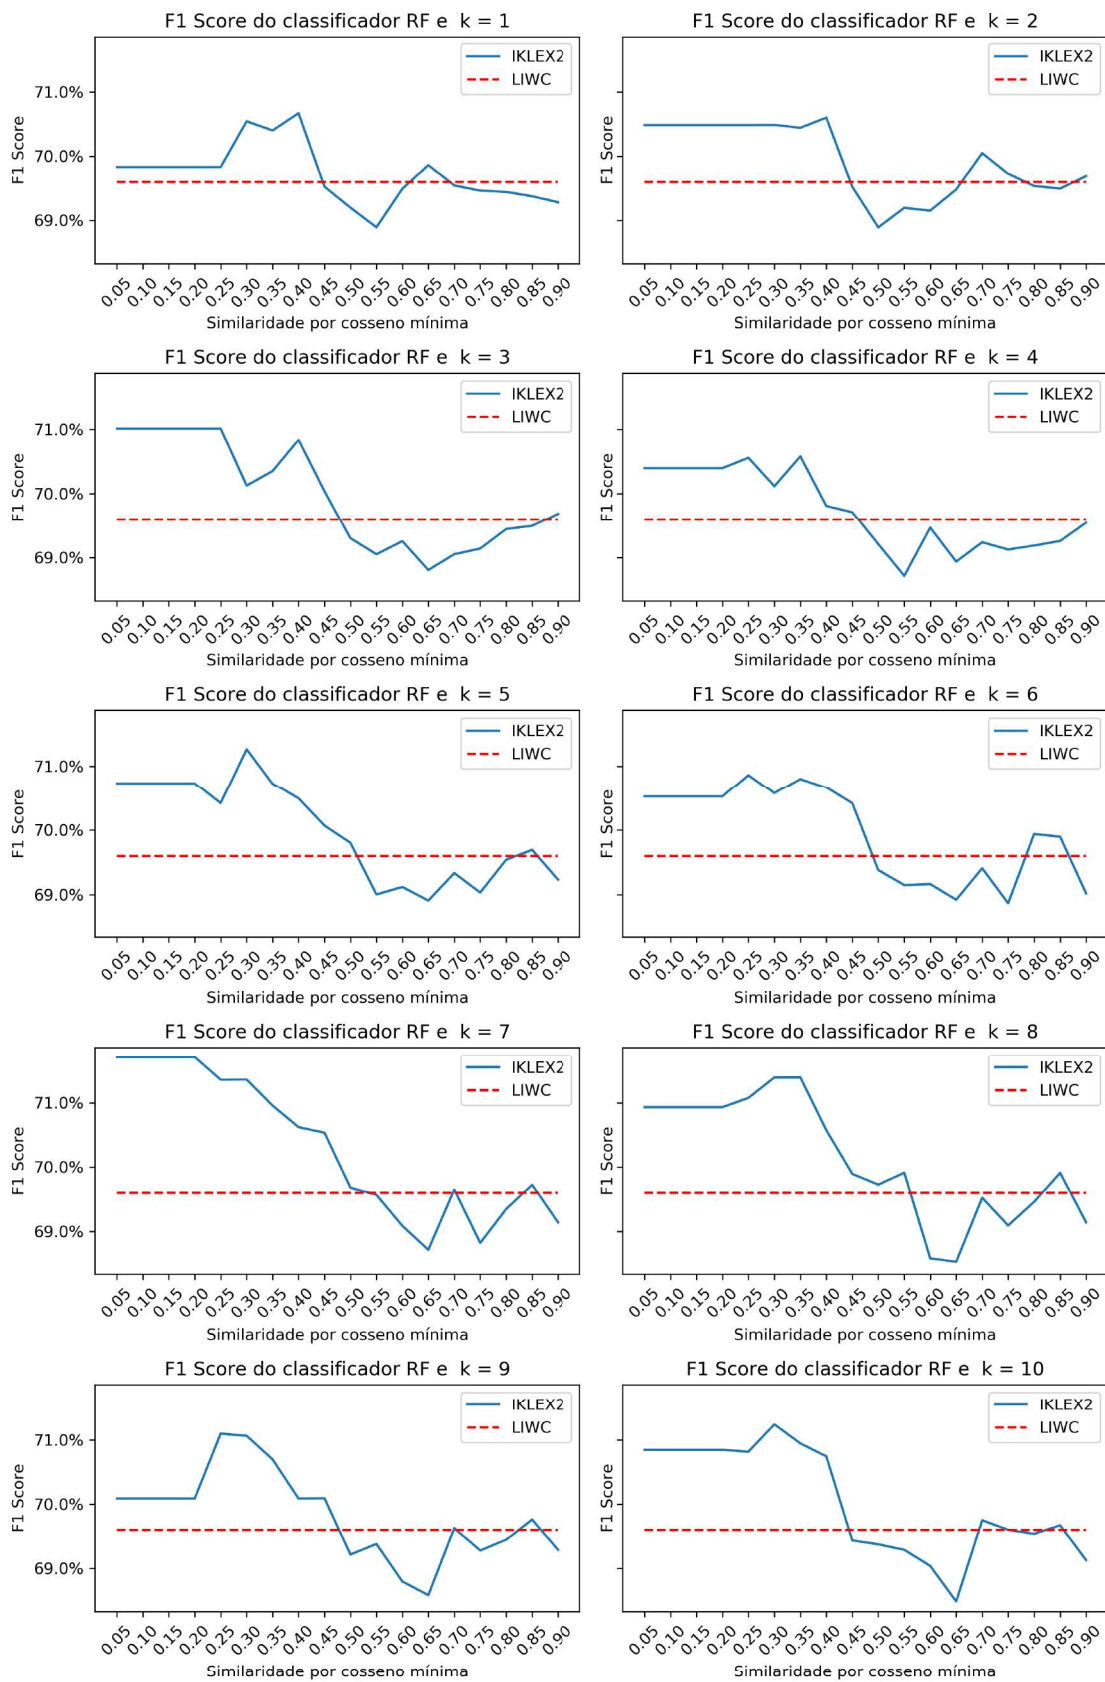 F1 Score do classificador RF e k = 1
IKLEX2
LIWC
F1 Score
71.0%
70.0%
69.0%
0.05 0.10 0.15 0.20 0.25 0.30 0.35 0.40 0.45 0.50 0.55 0.60 0.65 0.70 0.75 0.80 0.85 0.90
Similaridade por cosseno mínima
F1 Score do classificador RF e k = 2
IKLEX2
LIWC
F1 Score
0.05 0.10 0.15 0.20 0.25 0.30 0.35 0.40 0.45 0.50 0.55 0.60 0.65 0.70 0.75 0.80 0.85 0.90
Similaridade por cosseno mínima
F1 Score do classificador RF e k = 3
IKLEX2
LIWC
F1 Score
71.0%
70.0%
69.0%
0.05 0.10 0.15 0.20 0.25 0.30 0.35 0.40 0.45 0.50 0.55 0.60 0.65 0.70 0.75 0.80 0.85 0.90
Similaridade por cosseno mínima
F1 Score do classificador RF e k = 4
IKLEX2
LIWC
F1 Score
0.05 0.10 0.15 0.20 0.25 0.30 0.35 0.40 0.45 0.50 0.55 0.60 0.65 0.70 0.75 0.80 0.85 0.90
Similaridade por cosseno mínima
F1 Score do classificador RF e k = 5
IKLEX2
LIWC
F1 Score
71.0%
70.0%
69.0%
0.05 0.10 0.15 0.20 0.25 0.30 0.35 0.40 0.45 0.50 0.55 0.60 0.65 0.70 0.75 0.80 0.85 0.90
Similaridade por cosseno mínima
F1 Score do classificador RF e k = 6
IKLEX2
LIWC
F1 Score
0.05 0.10 0.15 0.20 0.25 0.30 0.35 0.40 0.45 0.50 0.55 0.60 0.65 0.70 0.75 0.80 0.85 0.90
Similaridade por cosseno mínima
F1 Score do classificador RF e k = 7
IKLEX2
LIWC
F1 Score
71.0%
70.0%
69.0%
0.05 0.10 0.15 0.20 0.25 0.30 0.35 0.40 0.45 0.50 0.55 0.60 0.65 0.70 0.75 0.80 0.85 0.90
Similaridade por cosseno mínima
F1 Score do classificador RF e k = 8
IKLEX2
LIWC
F1 Score
0.05 0.10 0.15 0.20 0.25 0.30 0.35 0.40 0.45 0.50 0.55 0.60 0.65 0.70 0.75 0.80 0.85 0.90
Similaridade por cosseno mínima
F1 Score do classificador RF e k = 9
IKLEX2
LIWC
F1 Score
71.0%
70.0%
69.0%
0.05 0.10 0.15 0.20 0.25 0.30 0.35 0.40 0.45 0.50 0.55 0.60 0.65 0.70 0.75 0.80 0.85 0.90
Similaridade por cosseno mínima
F1 Score do classificador RF e k = 10
IKLEX2
LIWC
F1 Score
0.05 0.10 0.15 0.20 0.25 0.30 0.35 0.40 0.45 0.50 0.55 0.60 0.65 0.70 0.75 0.80 0.85 0.90
Similaridade por cosseno mínima